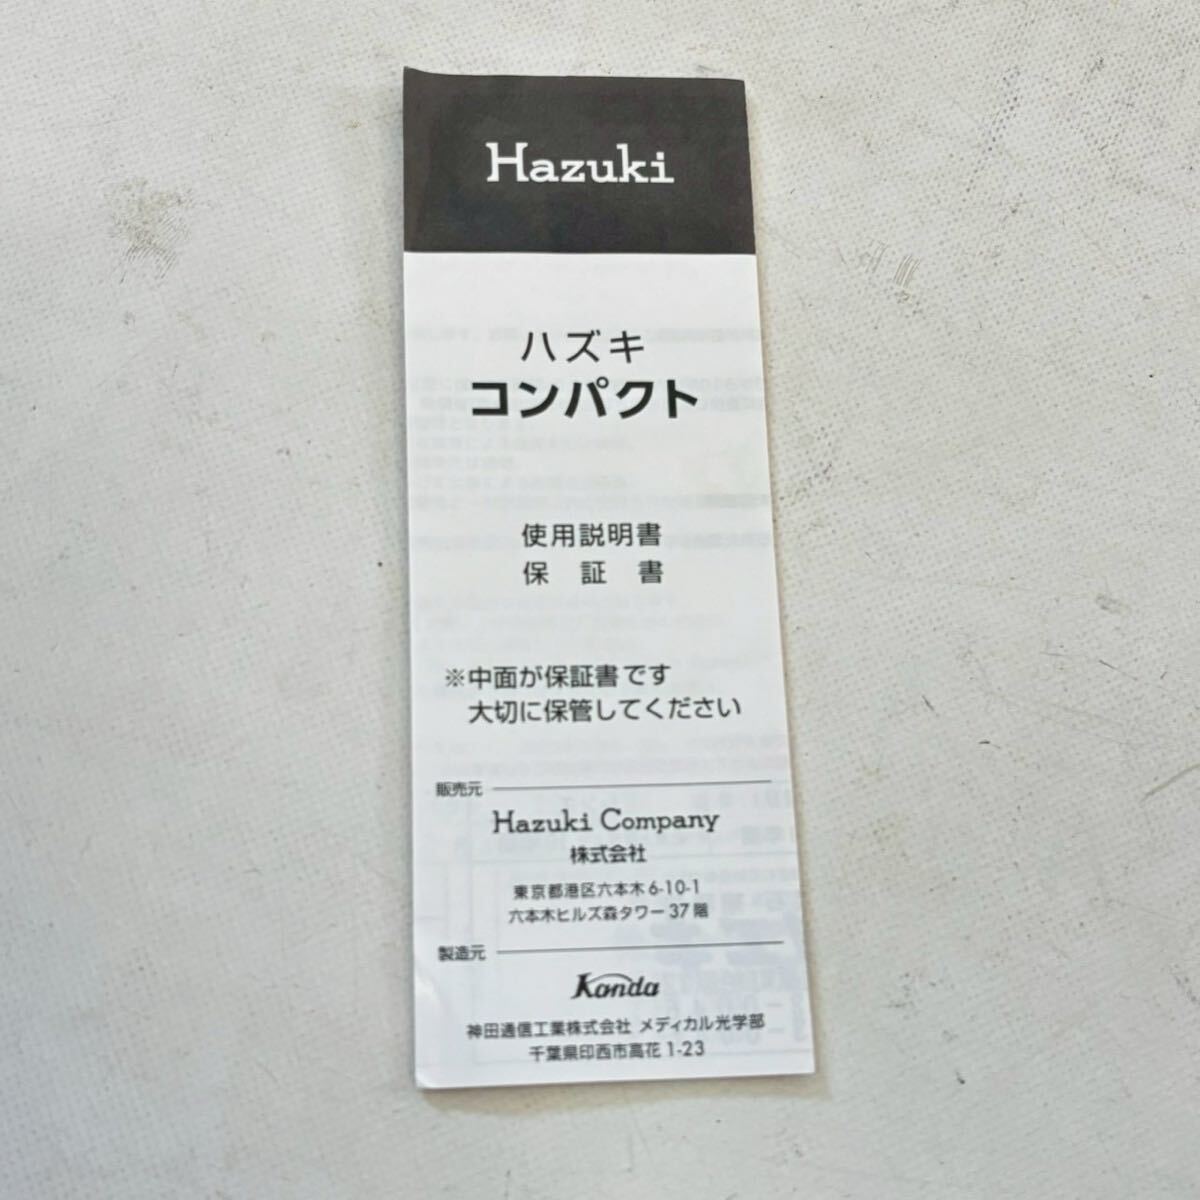 Hazuki
ハズキ
コンパクト
使用説明書
保 証 書
※中面が保証書です
大切に保管してください
販売元
Hazuki Company
株式会社
東京都港区六本木6-10-1
六本木ヒルズ森タワー37階
製造元
Kanda
神田通信工業株式会社 メディカル光学部
千葉県印西市高花1-23